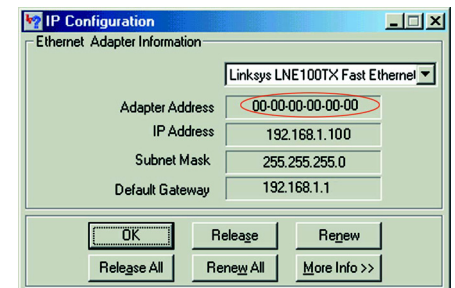 IP Configuration
Ethernet Adapter Information
Linksys LNE100TX Fast Ethernet
Adapter Address 00-00-00-00-00-00
IP Address 192.168.1.100
Subnet Mask 255.255.255.0
Default Gateway 192.168.1.1
OK Release Renew
Release All Renew All More Info >>